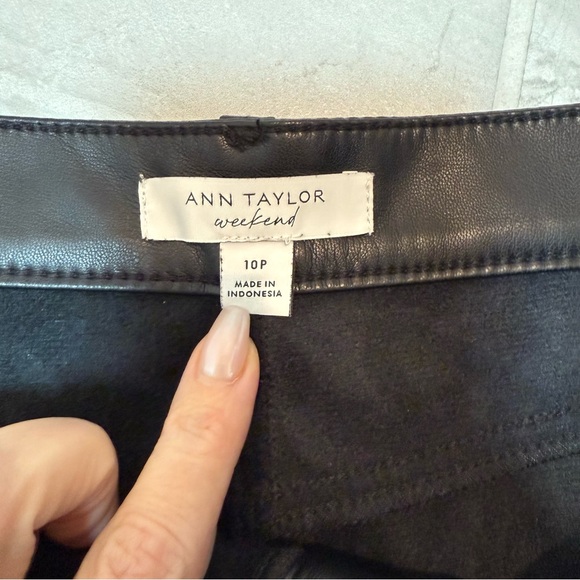 ANN TAYLOR
weekend
10P
MADE IN
INDONESIA